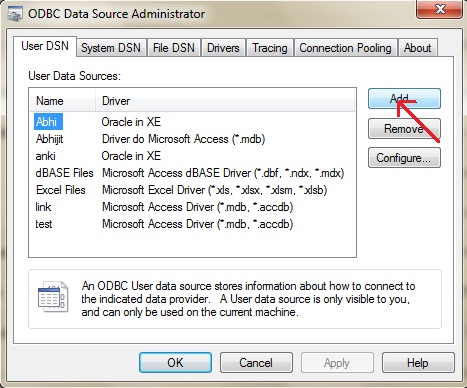 ODBC Data Source Administrator
User DSN System DSN File DSN Drivers Tracing Connection Pooling About
User Data Sources:
Name Driver
Abhi Oracle in XE
Abhijit Driver do Microsoft Access (*.mdb)
anki Oracle in XE
dBASE Files Microsoft Access dBASE Driver (*.dbf, *.ndx, *.mdx)
Excel Files Microsoft Excel Driver (*.xls, *.xlsx, *.xlsm, *.xlsb)
link Microsoft Access Driver (*.mdb, *.accdb)
test Microsoft Access Driver (*.mdb, *.accdb)
Add...
Remove
Configure...
An ODBC User data source stores information about how to connect to
the indicated data provider. A User data source is only visible to you,
and can only be used on the current machine.
OK Cancel Apply Help